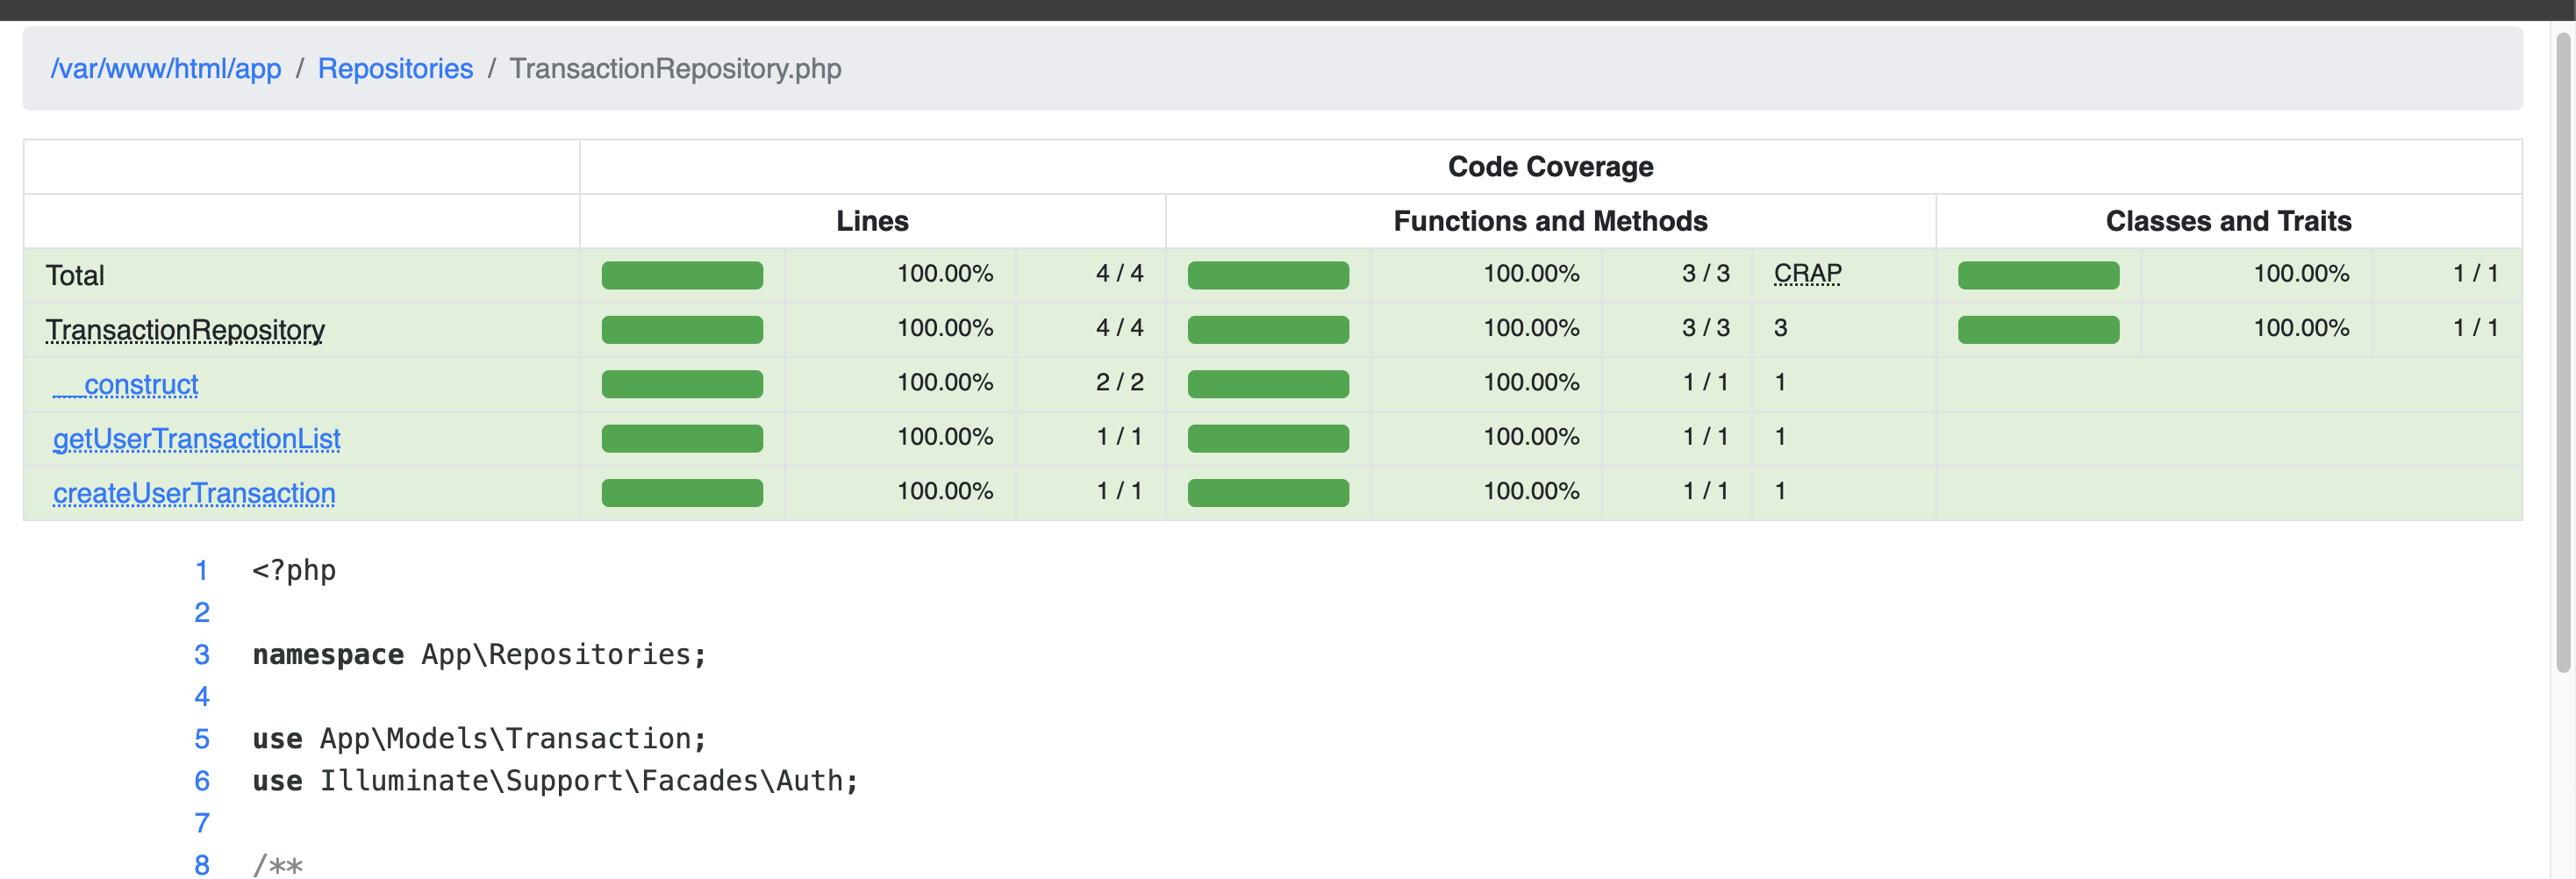 /var/www/html/app / Repositories / TransactionRepository.php
Code Coverage
Lines Functions and Methods Classes and Traits
Total 100.00% 4 / 4 100.00% 3 / 3 CRAP 100.00% 1 / 1
TransactionRepository 100.00% 4 / 4 100.00% 3 / 3 3 100.00% 1 / 1
__construct 100.00% 2 / 2 100.00% 1 / 1 1
getUserTransactionList 100.00% 1 / 1 100.00% 1 / 1 1
createUserTransaction 100.00% 1 / 1 100.00% 1 / 1 1
1 <?php
2
3 namespace App\Repositories;
4
5 use App\Models\Transaction;
6 use Illuminate\Support\Facades\Auth;
7
8 /**